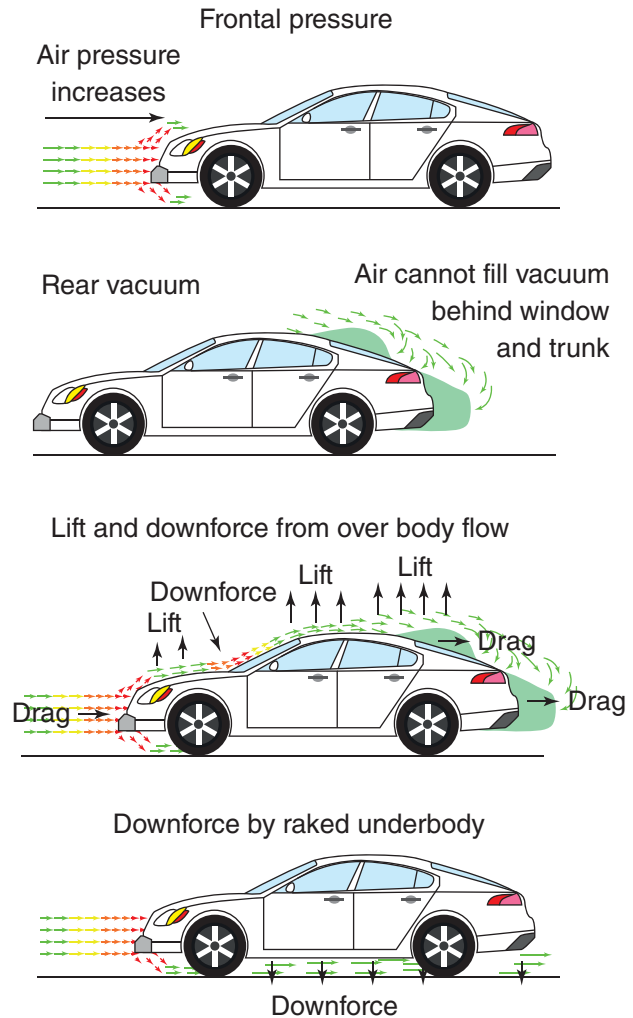 Frontal pressure
Air pressure
increases
Rear vacuum
Air cannot fill vacuum
behind window
and trunk
Lift and downforce from over body flow
Lift
Lift
Downforce
Lift
Drag
Drag
Drag
Downforce by raked underbody
Downforce